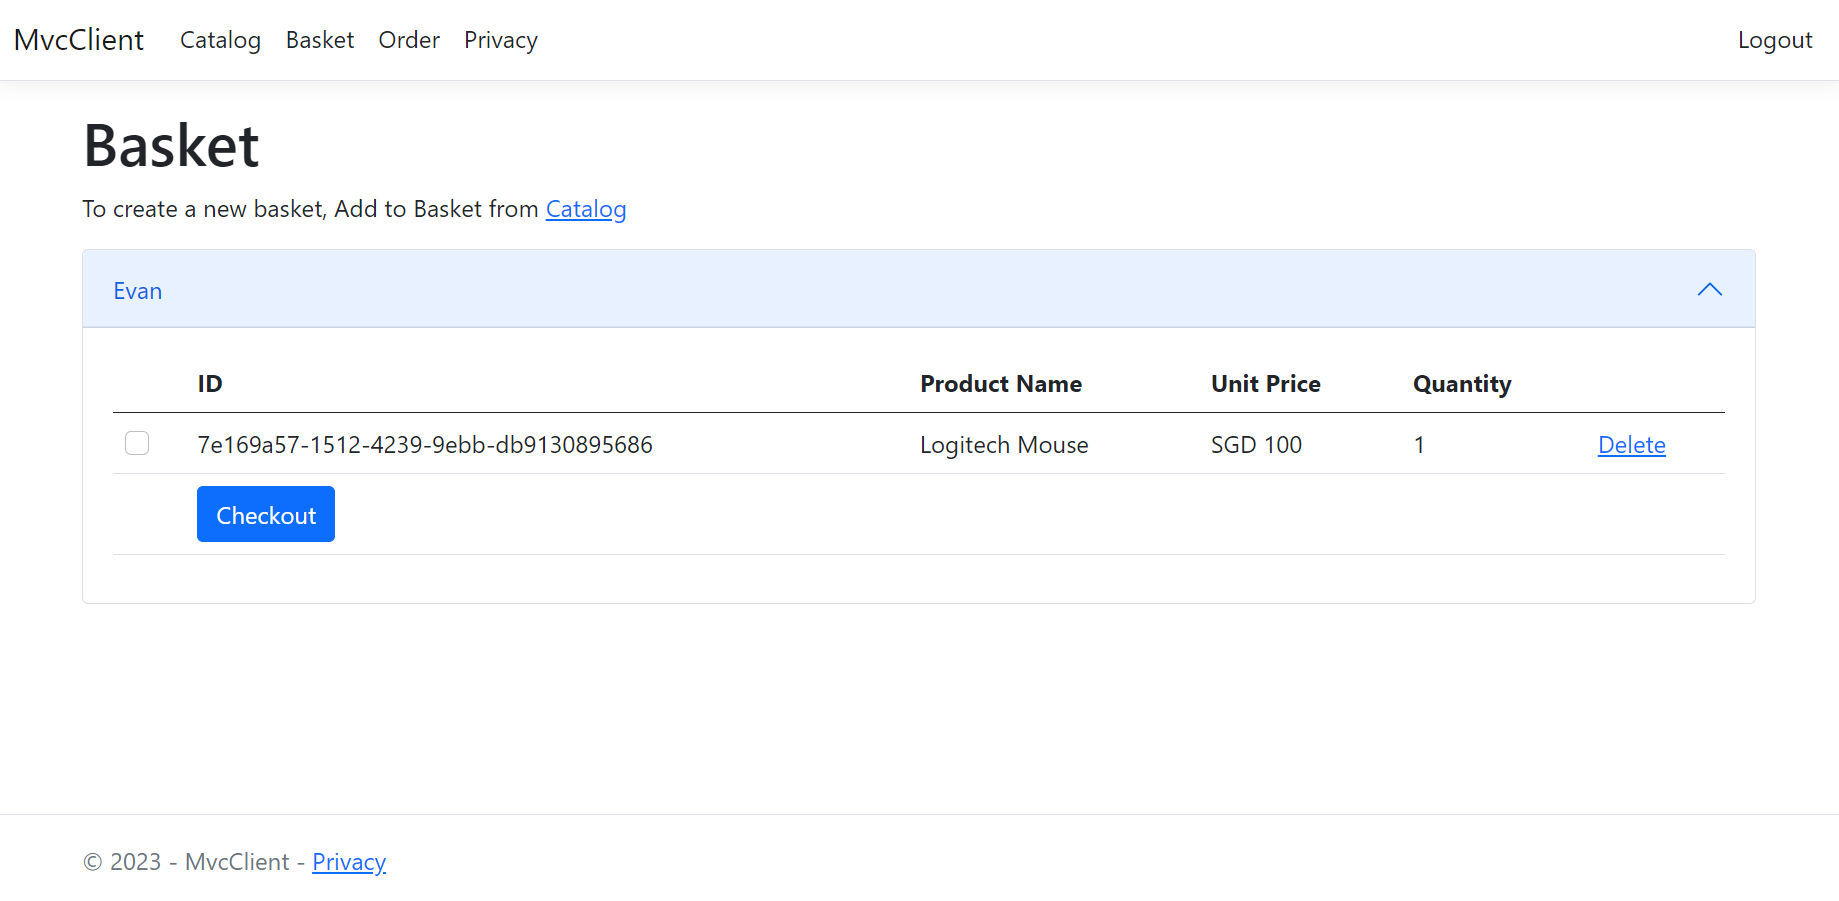 MvcClient Catalog Basket Order Privacy Logout
Basket
To create a new basket, Add to Basket from Catalog
Evan
ID Product Name Unit Price Quantity
7e169a57-1512-4239-9ebb-db9130895686 Logitech Mouse SGD 100 1 Delete
Checkout
© 2023 - MvcClient - Privacy